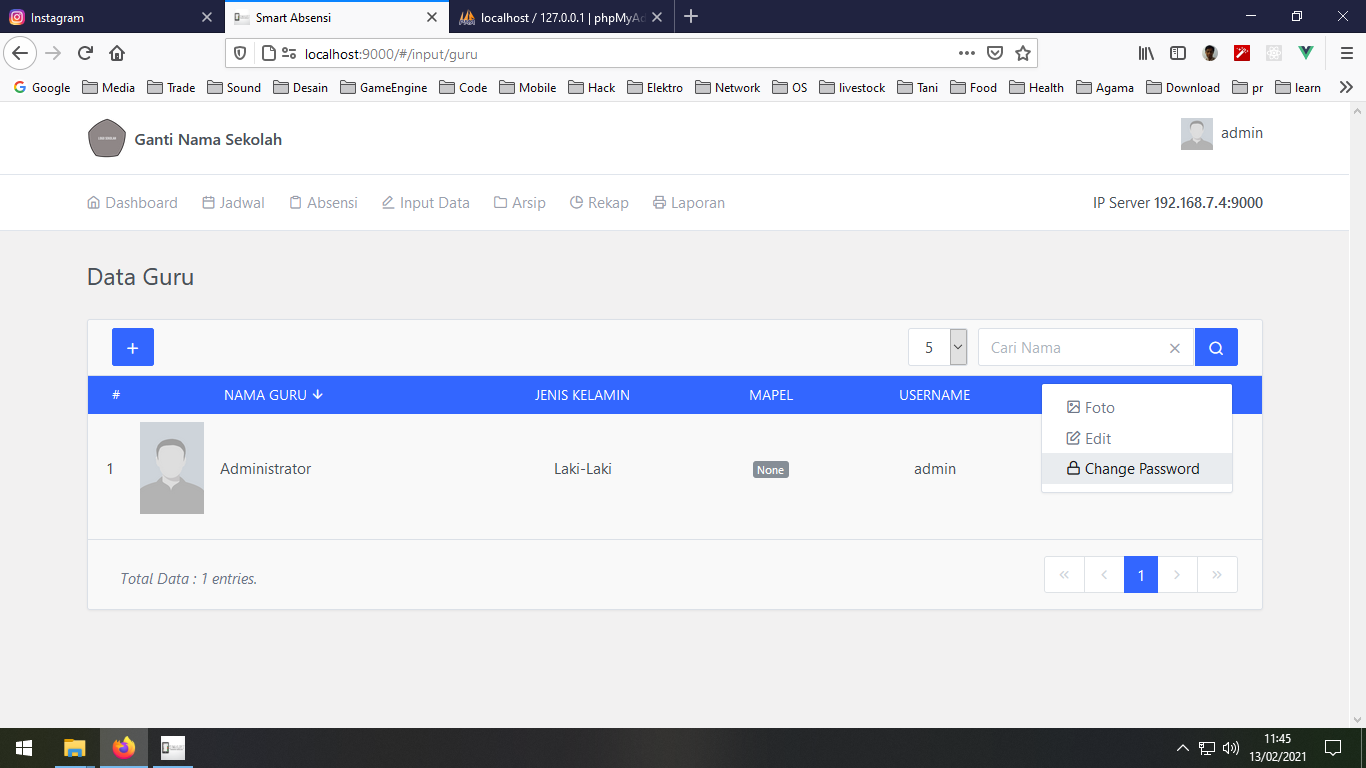 Instagram
Smart Absensi
localhost / 127.0.0.1 | phpMyAd
localhost:9000/#/input/guru
Google Media Trade Sound Desain GameEngine Code Mobile Hack Elektro Network OS livestock Tani Food Health Agama Download pr learn
Ganti Nama Sekolah
admin
Dashboard Jadwal Absensi Input Data Arsip Rekap Laporan
IP Server 192.168.7.4:9000
Data Guru
+
5
Cari Nama
# NAMA GURU JENIS KELAMIN MAPEL USERNAME
Foto
Edit
Change Password
1 Administrator Laki-Laki None admin
Total Data : 1 entries.
« ‹ 1 › »
11:45
13/02/2021